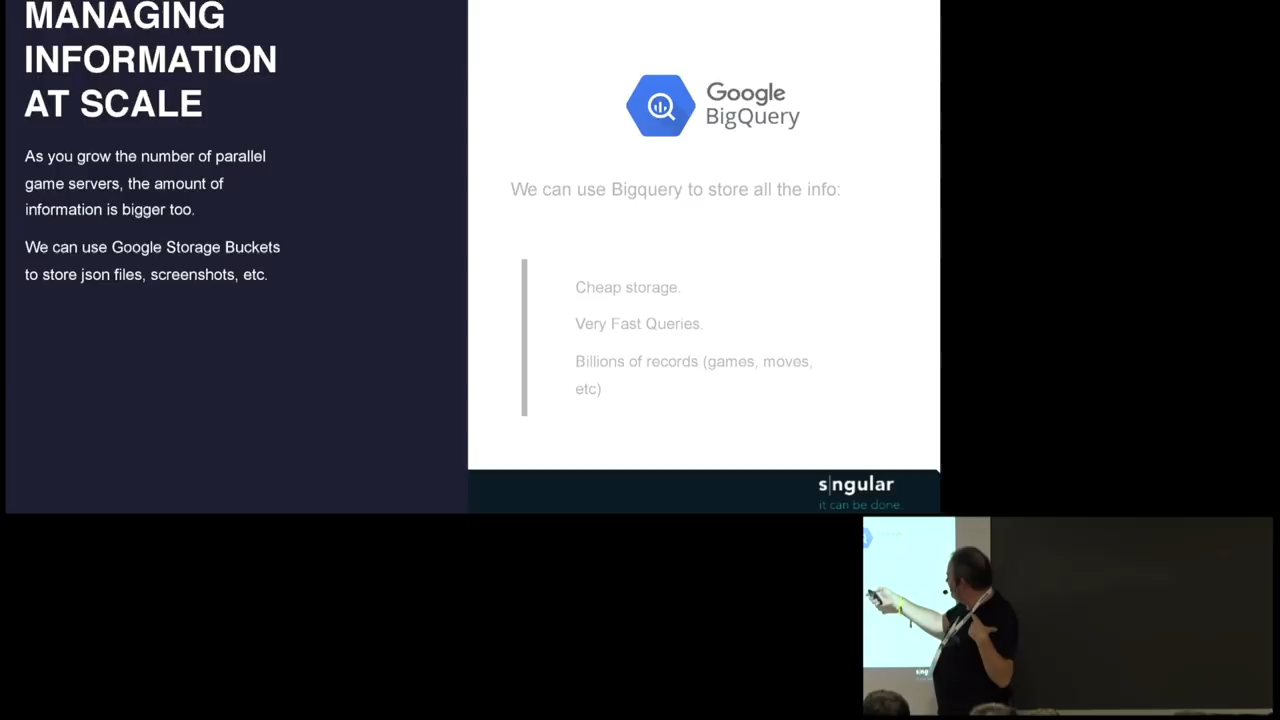 MANAGING
INFORMATION
AT SCALE
As you grow the number of parallel
game servers, the amount of
information is bigger too.
We can use Google Storage Buckets
to store json files, screenshots, etc.
Google
BigQuery
We can use Bigquery to store all the info:
Cheap storage.
Very Fast Queries.
Billions of records (games, moves,
etc)
s|ngular
it can be done.
sng